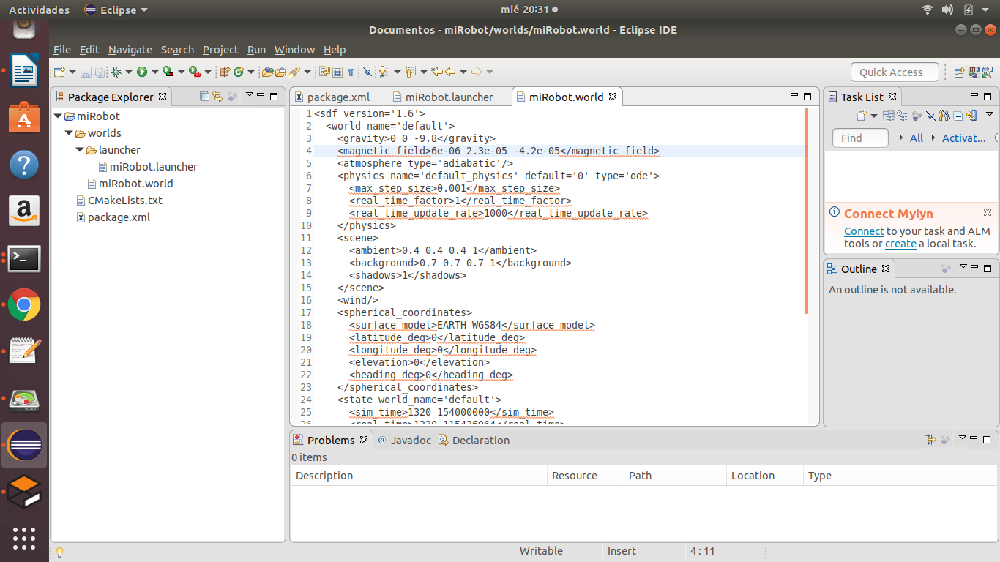 Actividades Eclipse mié 20:31
Documentos - miRobot/worlds/miRobot.world - Eclipse IDE
File Edit Navigate Search Project Run Window Help
Quick Access
Package Explorer
miRobot
worlds
launcher
miRobot.launcher
miRobot.world
CMakeLists.txt
package.xml
package.xml miRobot.launcher miRobot.world
1 <sdf version='1.6'>
2 <world name='default'>
3 <gravity>0 0 -9.8</gravity>
4 <magnetic_field>6e-06 2.3e-05 -4.2e-05</magnetic_field>
5 <atmosphere type='adiabatic'/>
6 <physics name='default_physics' default='0' type='ode'>
7 <max_step_size>0.001</max_step_size>
8 <real_time_factor>1</real_time_factor>
9 <real_time_update_rate>1000</real_time_update_rate>
10 </physics>
11 <scene>
12 <ambient>0.4 0.4 0.4 1</ambient>
13 <background>0.7 0.7 0.7 1</background>
14 <shadows>1</shadows>
15 </scene>
16 <wind/>
17 <spherical_coordinates>
18 <surface_model>EARTH_WGS84</surface_model>
19 <latitude_deg>0</latitude_deg>
20 <longitude_deg>0</longitude_deg>
21 <elevation>0</elevation>
22 <heading_deg>0</heading_deg>
23 </spherical_coordinates>
24 <state world_name='default'>
25 <sim_time>1320 154000000</sim_time>
26 <real_time>1330 115436964</real_time>
Task List
Find All Activat...
Connect Mylyn
Connect to your task and ALM
tools or create a local task.
Outline
An outline is not available.
Problems @ Javadoc Declaration
0 items
Description Resource Path Location Type
Writable Insert 4 : 11